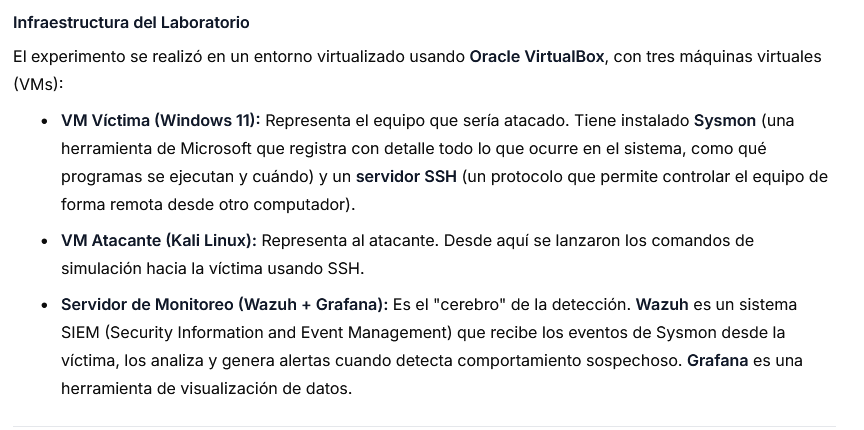 Infraestructura del Laboratorio
El experimento se realizó en un entorno virtualizado usando Oracle VirtualBox, con tres máquinas virtuales
(VMs):
• VM Víctima (Windows 11): Representa el equipo que sería atacado. Tiene instalado Sysmon (una
herramienta de Microsoft que registra con detalle todo lo que ocurre en el sistema, como qué
programas se ejecutan y cuándo) y un servidor SSH (un protocolo que permite controlar el equipo de
forma remota desde otro computador).
• VM Atacante (Kali Linux): Representa al atacante. Desde aquí se lanzaron los comandos de
simulación hacia la víctima usando SSH.
• Servidor de Monitoreo (Wazuh + Grafana): Es el "cerebro" de la detección. Wazuh es un sistema
SIEM (Security Information and Event Management) que recibe los eventos de Sysmon desde la
víctima, los analiza y genera alertas cuando detecta comportamiento sospechoso. Grafana es una
herramienta de visualización de datos.